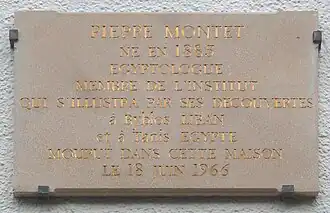 PIERRE MONTET
NE EN 1885
EGYPTOLOGUE
MEMBRE DE L'INSTITUT
QUI S'ILLUSTRA PAR SES DECOUVERTES
à Byblos LIBAN
et à Tanis EGYPTE
MOURUT DANS CETTE MAISON
LE 18 JUIN 1966